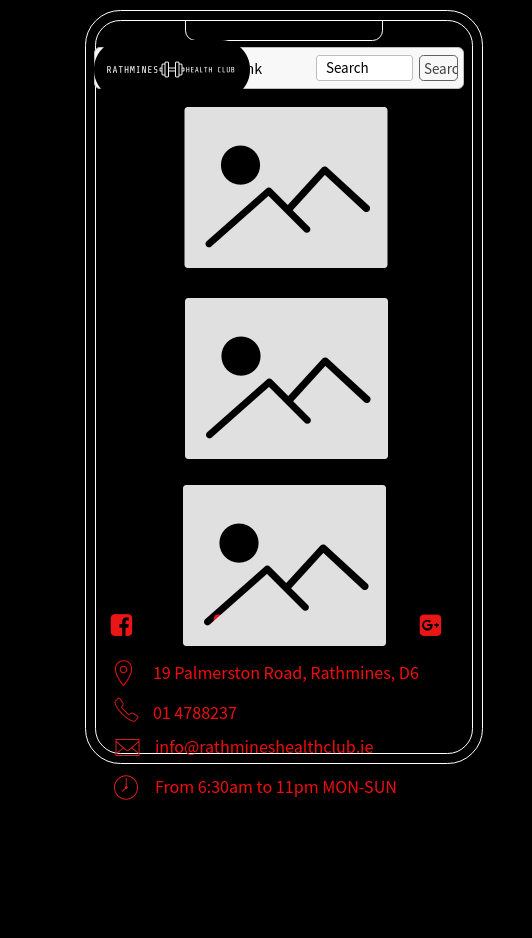 RATHMINES HEALTH CLUB nk Search Searc
19 Palmerston Road, Rathmines, D6
01 4788237
info@rathmineshealthclub.ie
From 6:30am to 11pm MON-SUN